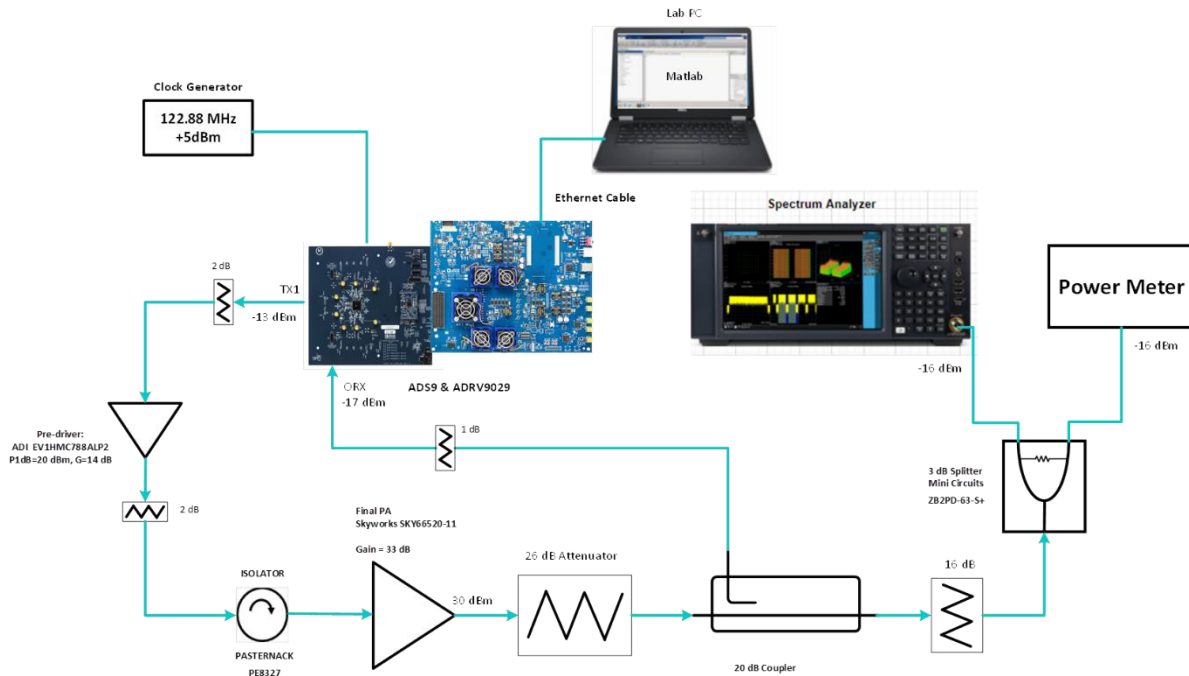 Lab PC
Matlab
Clock Generator
122.88 MHz
+5dBm
Ethernet Cable
Spectrum Analyzer
2 dB
TX1
-13 dBm
Power Meter
-16 dBm
-16 dBm
ORX
-17 dBm
ADS9 & ADRV9029
Pre-driver:
ADI EV1HMC788ALP2
P1dB=20 dBm, G=14 dB
1 dB
3 dB Splitter
Mini Circuits
ZB2PD-63-S+
2 dB
Final PA
Skyworks SKY66520-11
Gain = 33 dB
26 dB Attenuator
16 dB
ISOLATOR
30 dBm
PASTERNACK
PE8327
20 dB Coupler